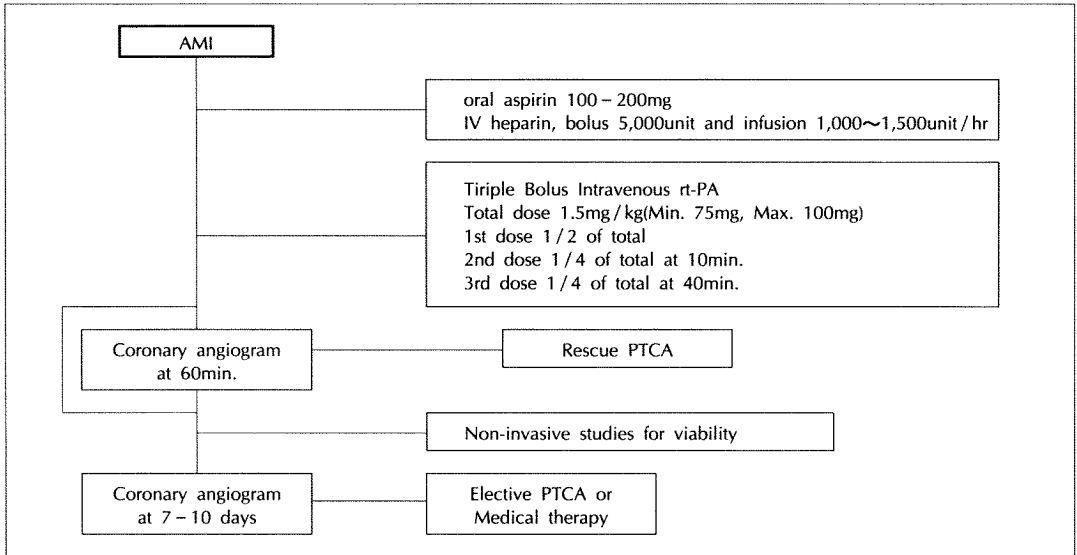 AMI
oral aspirin 100－200mg
IV heparin, bolus 5,000unit and infusion 1,000～1,500unit/hr
Tiriple Bolus Intravenous rt-PA
Total dose 1.5mg/kg(Min. 75mg, Max. 100mg)
1st dose 1/2 of total
2nd dose 1/4 of total at 10min.
3rd dose 1/4 of total at 40min.
Coronary angiogram
at 60min.
Rescue PTCA
Non-invasive studies for viability
Coronary angiogram
at 7－10 days
Elective PTCA or
Medical therapy